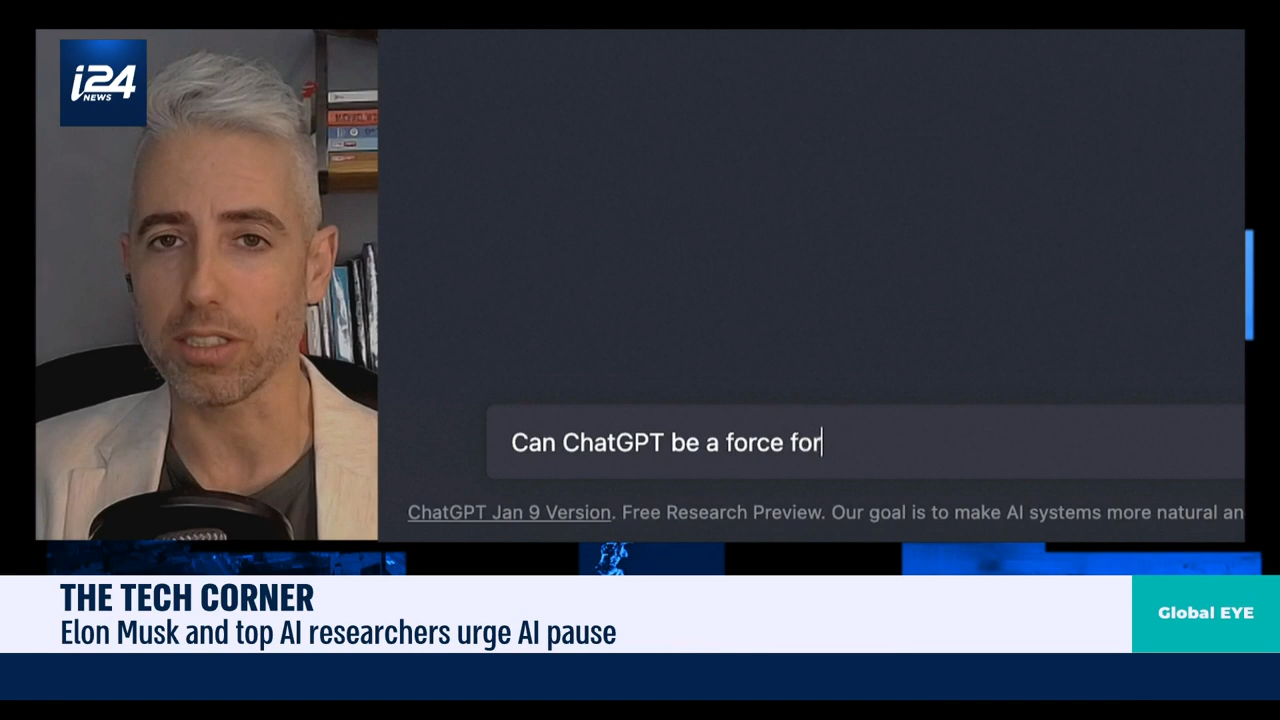 i24
NEWS
Can ChatGPT be a force for
ChatGPT Jan 9 Version. Free Research Preview. Our goal is to make AI systems more natural an
THE TECH CORNER
Elon Musk and top AI researchers urge AI pause
Global EYE